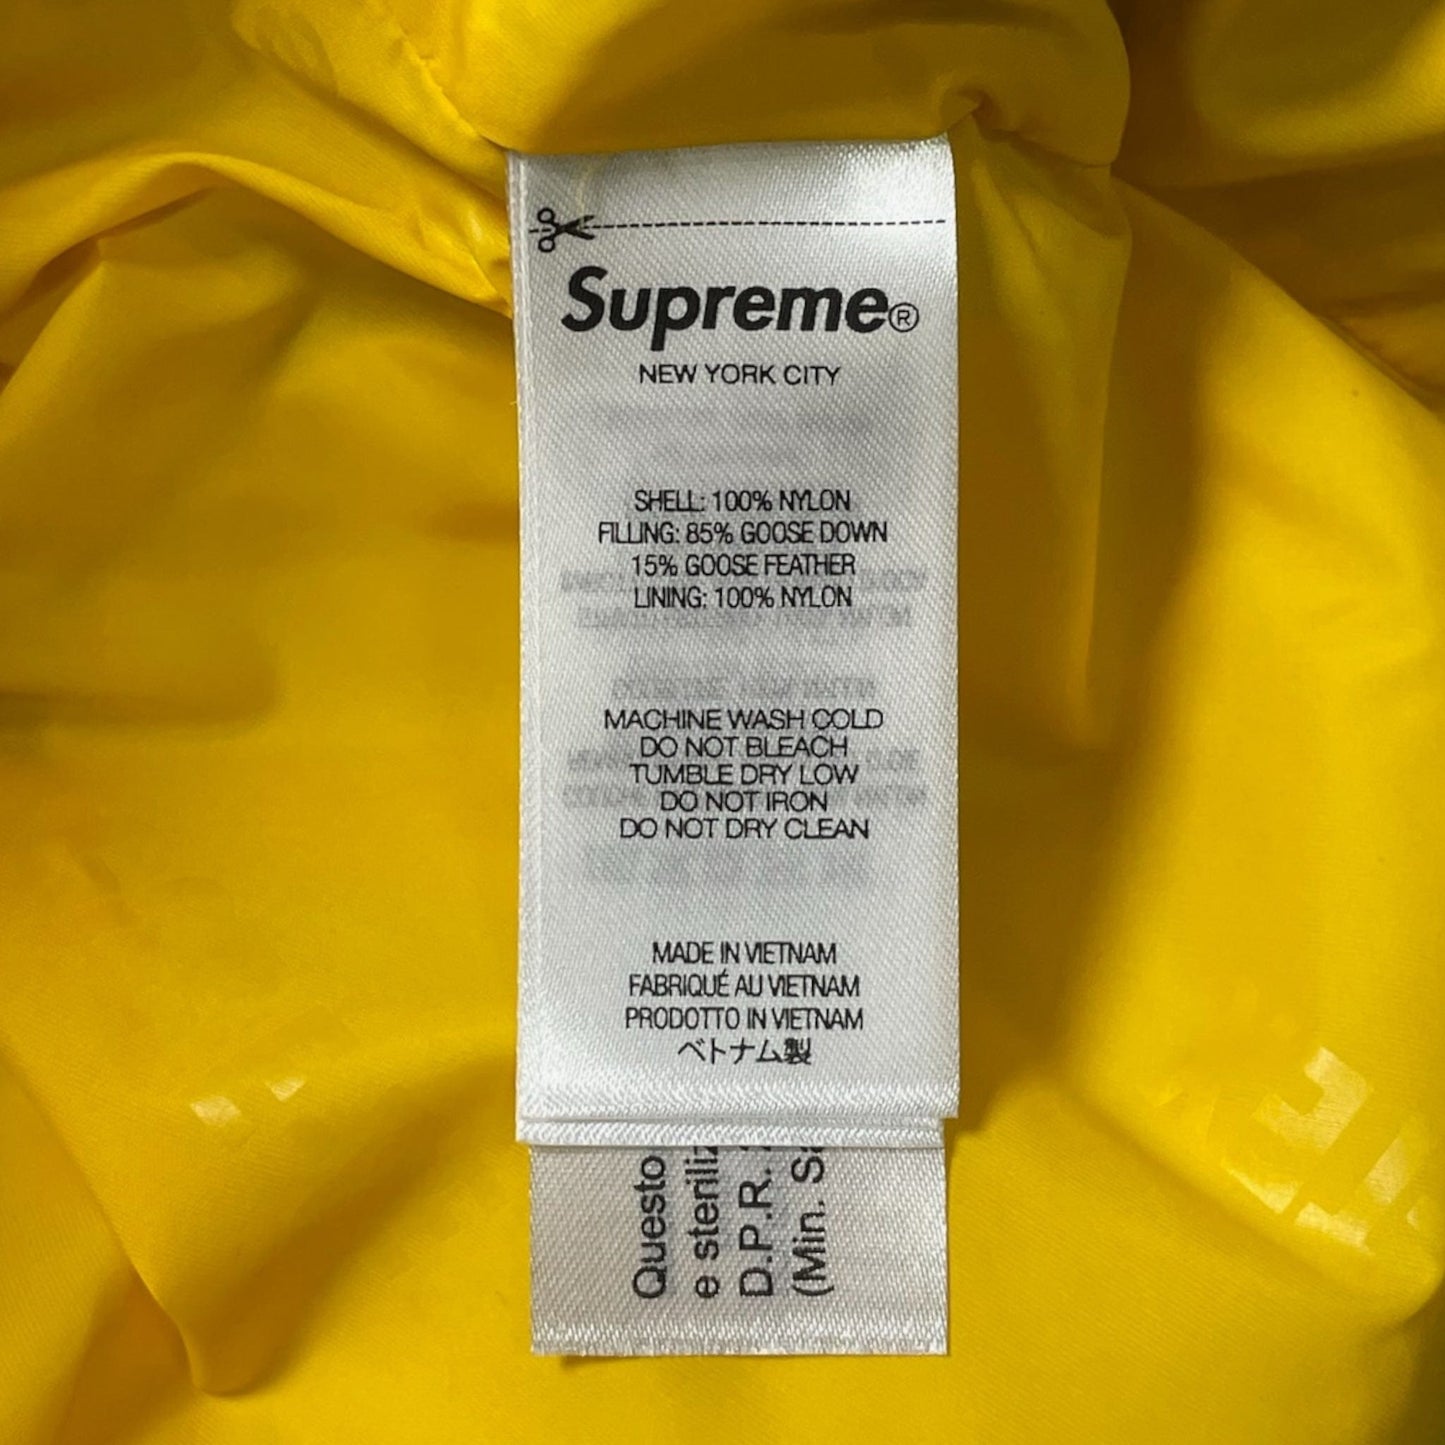 Supreme®
NEW YORK CITY
SHELL: 100% NYLON
FILLING: 85% GOOSE DOWN
15% GOOSE FEATHER
LINING: 100% NYLON
MACHINE WASH COLD
DO NOT BLEACH
TUMBLE DRY LOW
DO NOT IRON
DO NOT DRY CLEAN
MADE IN VIETNAM
FABRIQUÉ AU VIETNAM
PRODOTTO IN VIETNAM
ベトナム製
Questo
e steriliz
D.P.R.
(Min. Sa